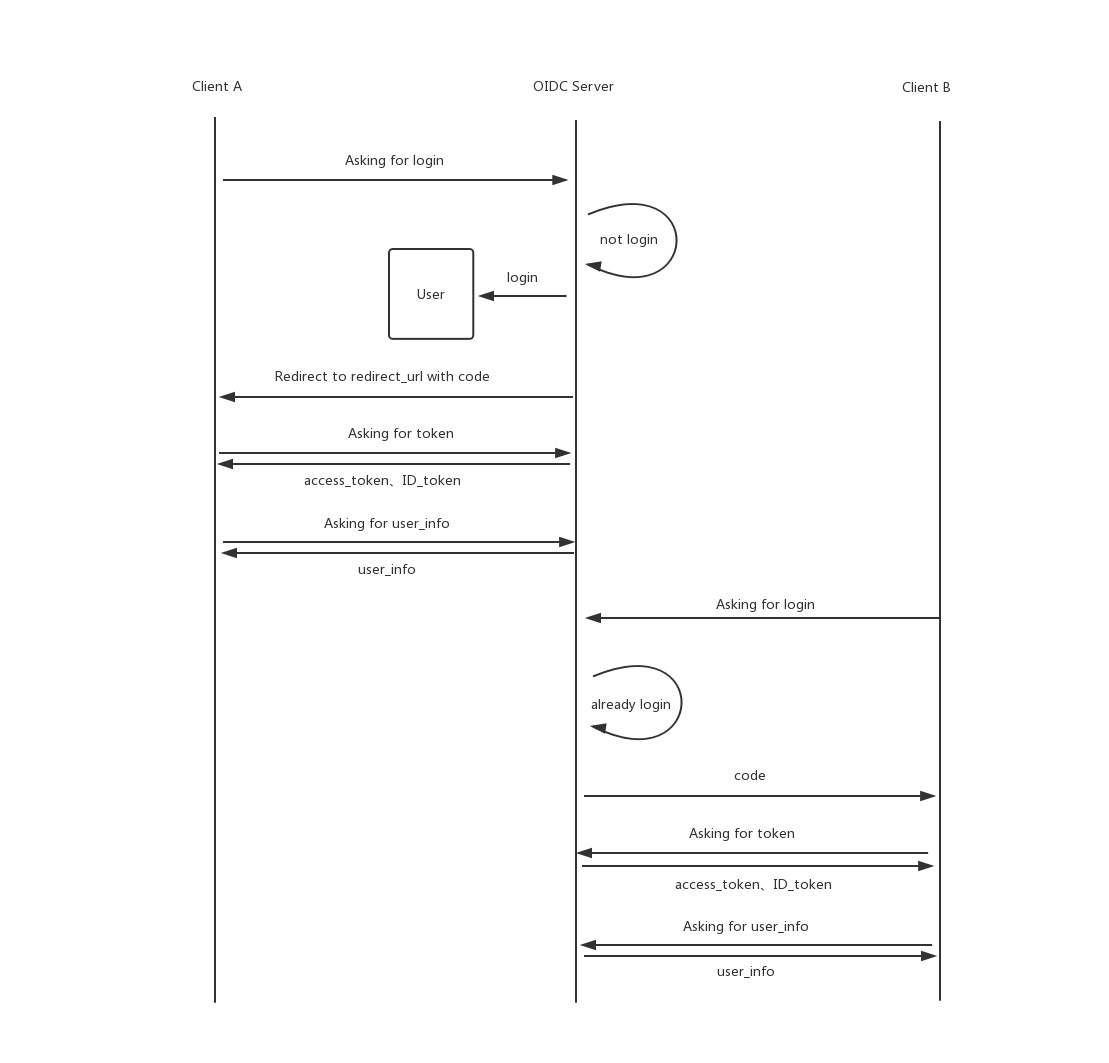 Client A
OIDC Server
Client B
Asking for login
not login
login
User
Redirect to redirect_url with code
Asking for token
access_token、ID_token
Asking for user_info
user_info
Asking for login
already login
code
Asking for token
access_token、ID_token
Asking for user_info
user_info